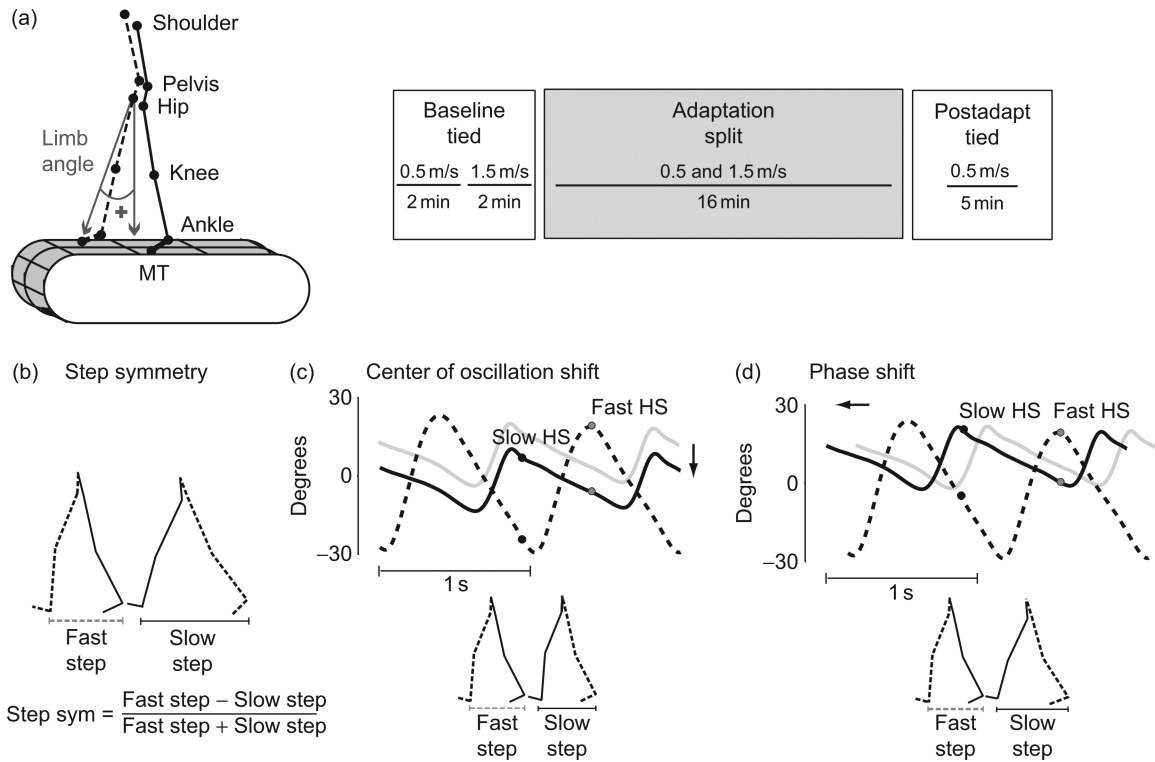 (a)
Shoulder
Pelvis
Hip
Limb
angle
Knee
+
Ankle
MT
Baseline
tied
0.5 m/s 1.5 m/s
2 min 2 min
Adaptation
split
0.5 and 1.5 m/s
16 min
Postadapt
tied
0.5 m/s
5 min
(b) Step symmetry
Fast
step
Slow
step
Step sym = Fast step – Slow step
Fast step + Slow step
(c) Center of oscillation shift
30
0
–30
Degrees
Slow HS
Fast HS
1 s
Fast
step
Slow
step
(d) Phase shift
30
0
–30
Degrees
Slow HS
Fast HS
1 s
Fast
step
Slow
step